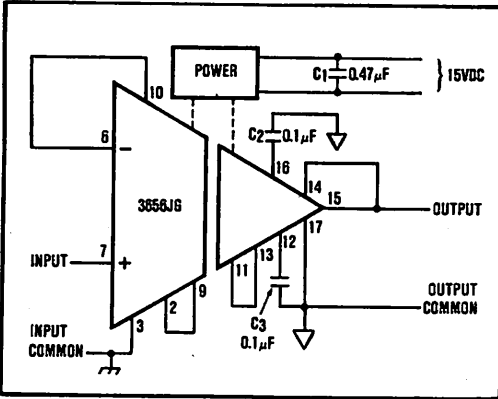 POWER
C1 0.47µF
15VDC
10
C2 0.1µF
6
−
16
14
15
3656JG
OUTPUT
17
INPUT
7
+
12
13
11
9
2
3
INPUT
COMMON
C3
0.1µF
OUTPUT
COMMON